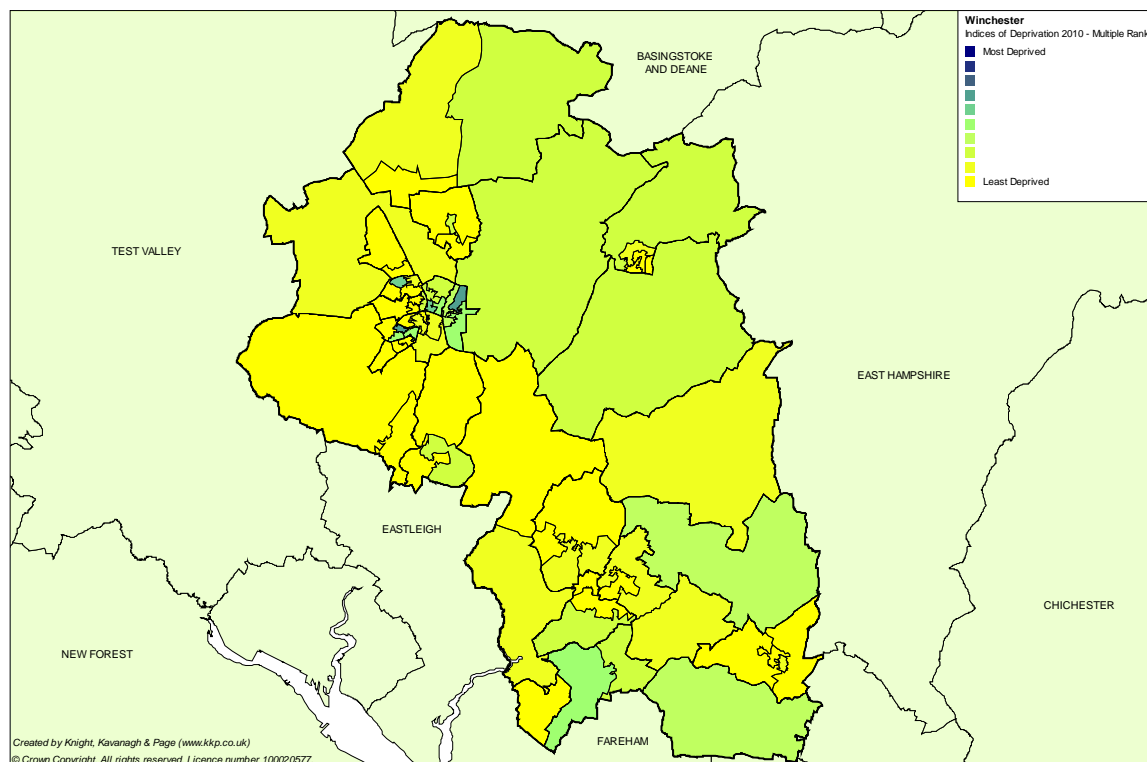 Winchester
Indices of Deprivation 2010 - Multiple Rank
Most Deprived
Least Deprived
BASINGSTOKE
AND DEANE
TEST VALLEY
EAST HAMPSHIRE
EASTLEIGH
CHICHESTER
NEW FOREST
FAREHAM
Created by Knight, Kavanagh & Page (www.kkp.co.uk)
© Crown Copyright. All rights reserved. Licence number 100020577